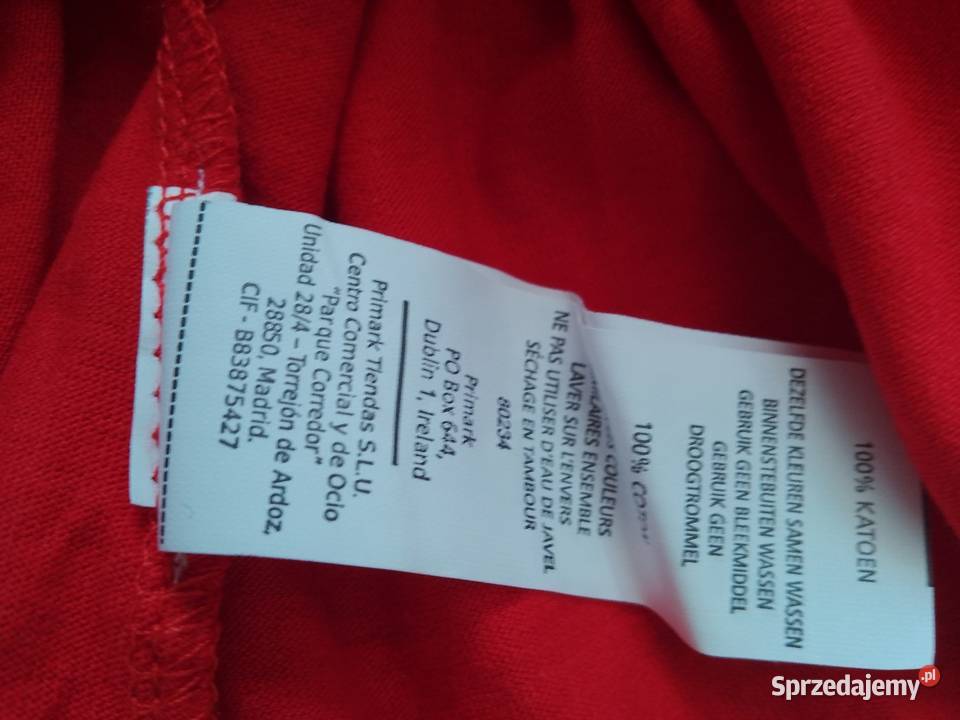 100% KATOEN
DEZELFDE KLEUREN SAMEN WASSEN
BINNENSTEBUITEN WASSEN
GEBRUIK GEEN BLEEKMIDDEL
GEBRUIK GEEN
DROOGTROMMEL
100%
COULEURS
ENSEMBLE
LAVER SUR L'ENVERS
NE PAS UTILISER D'EAU DE JAVEL
SÉCHAGE EN TAMBOUR
80234
Primark
PO Box 644,
Dublin 1, Ireland
Primark Tiendas S.L.U.
Centro Comercial y de Ocio
"Parque Corredor"
Unidad 28/4 – Torrejón de Ardoz,
28850, Madrid.
CIF - B83875427
Sprzedajemy.pl